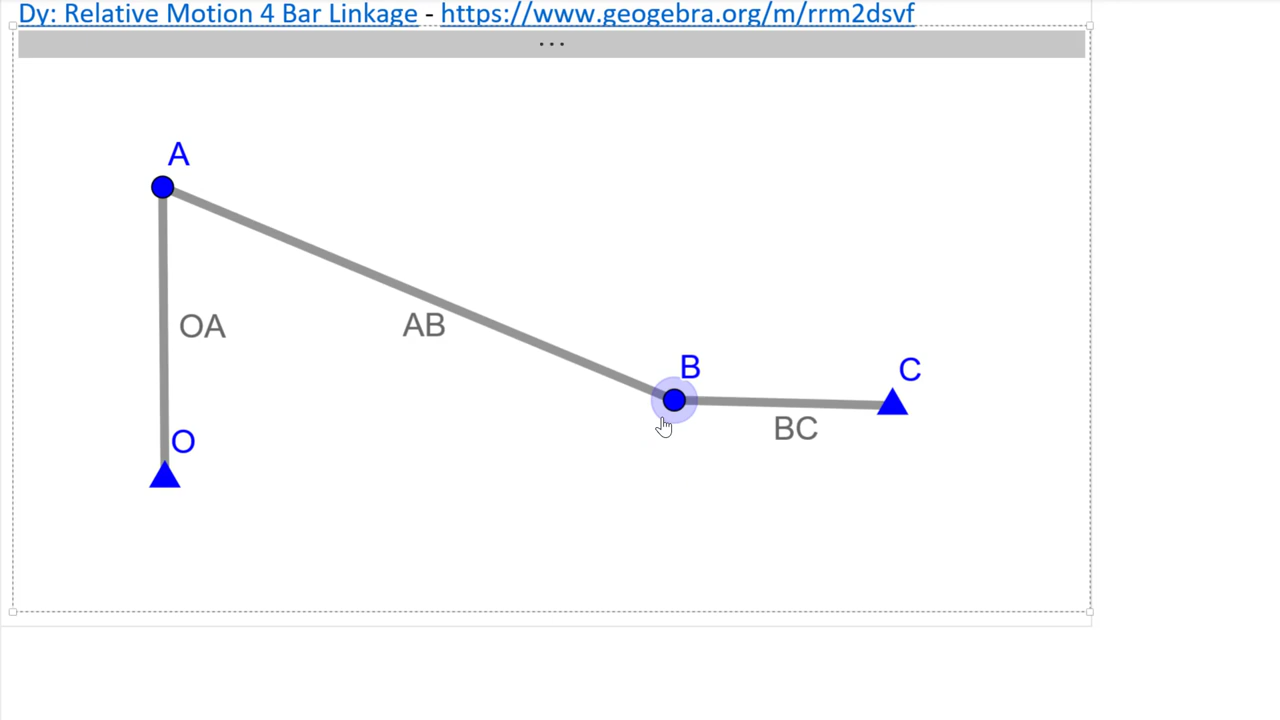 Dy: Relative Motion 4 Bar Linkage - https://www.geogebra.org/m/rrm2dsvf
...
A
OA
AB
B
C
BC
O